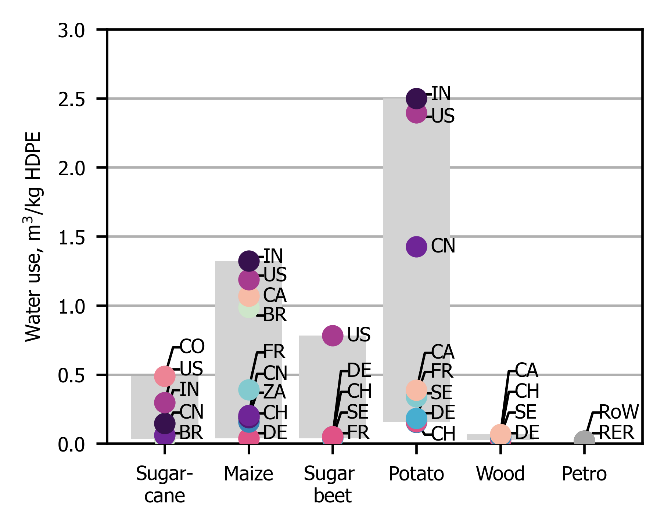 3.0
2.5
2.0
1.5
1.0
0.5
0.0
Water use, m³/kg HDPE
CO
US
IN
CN
BR
IN
US
CA
BR
FR
CN
ZA
CH
DE
US
DE
CH
SE
FR
IN
US
CN
CA
FR
SE
DE
CH
CA
CH
SE
DE
RoW
RER
Sugar-
cane
Maize
Sugar
beet
Potato
Wood
Petro